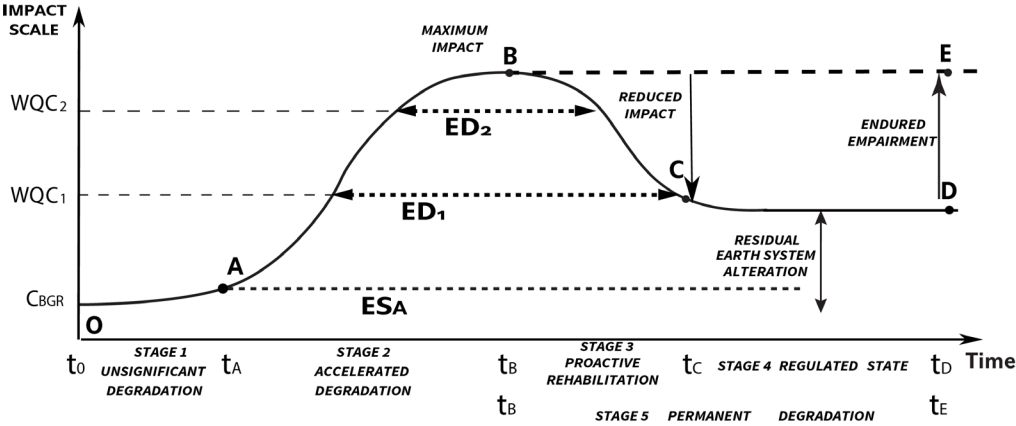 IMPACT
SCALE
MAXIMUM
IMPACT
B
E
WQC2
REDUCED
IMPACT
ED2
ENDURED
EMPAIRMENT
C
D
WQC1
ED1
RESIDUAL
EARTH SYSTEM
ALTERATION
A
CBGR
ESA
O
t0
STAGE 1
UNSIGNIFICANT
DEGRADATION
tA
STAGE 2
ACCELERATED
DEGRADATION
tB
STAGE 3
PROACTIVE
REHABILITATION
tC
STAGE 4 REGULATED STATE
tD
Time
tB
STAGE 5 PERMANENT DEGRADATION
tE